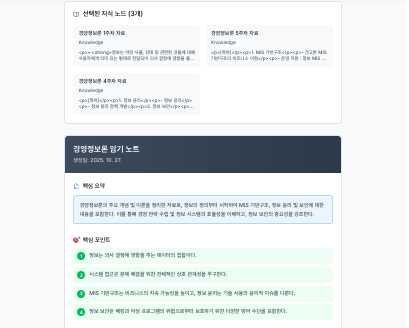 선택된 지식 노드 (3개)
경영정보론 1주차 자료
Knowledge
<p>• <strong>정보는 어떤 사물, 상태 등 관련된 것들에 대해
수용자에게 의미 있는 형태로 전달되어 의사 결정에 영향을 줄...
경영정보론 5주차 자료
Knowledge
<p>[목차]</p><p>1. MIS 기반구조</p><p>- 견고한 MIS
기반구조의 비즈니스 이점</p><p>- 운영 지원 : 정보 MIS ...
경영정보론 4주차 자료
Knowledge
<p>[목차]</p><p>1. 정보 윤리</p><p>- 정보 윤리</p>
<p>- 정보 윤리 정책 개발</p><p>2. 정보 보안</p><p>...
경영정보론 암기 노트
생성일: 2025. 10. 27.
핵심 요약
경영정보론의 주요 개념 및 이론을 정리한 자료로, 정보의 정의부터 시작하여 MIS 기반구조, 정보 윤리 및 보안에 대한
내용을 포함한다. 이를 통해 경영 전략 수립 및 정보 시스템의 효율성을 이해하고, 정보 보안의 중요성을 강조한다.
핵심 포인트
1 정보는 의사 결정에 영향을 주는 데이터의 집합이다.
2 시스템 접근은 문제 해결을 위한 전체적인 상호 관계성을 추구한다.
3 MIS 기반구조는 비즈니스의 지속 가능성을 높이고, 정보 윤리는 기술 사용의 윤리적 이슈를 다룬다.
4 정보 보안은 해킹과 악성 프로그램의 위협으로부터 보호하기 위한 다양한 방어 수단을 포함한다.